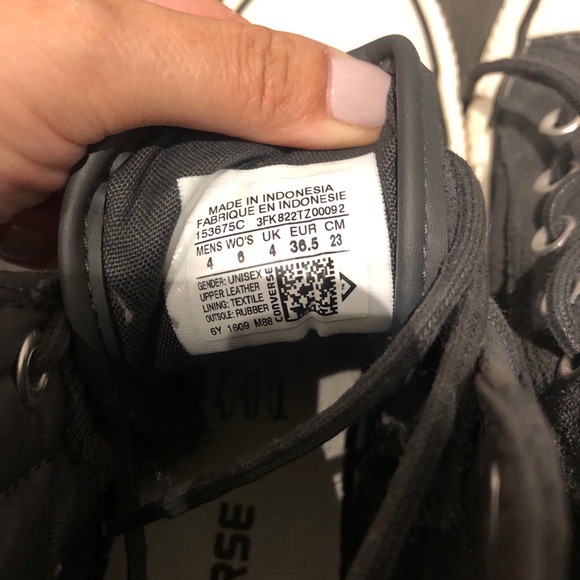 MADE IN INDONESIA
FABRIQUE EN INDONESIE
153675C 3FK822TZ00092
MENS WO'S UK EUR CM
4 6 4 36.5 23
GENDER: UNISEX
UPPER LEATHER
LINING: TEXTILE
OUTSOLE: RUBBER
6Y 1609 M88
CONVERSE
ERSE